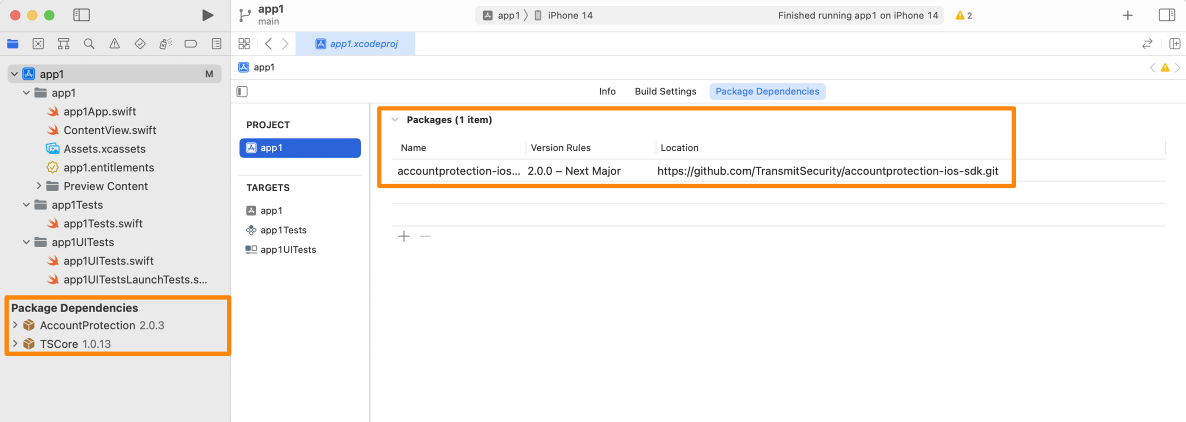 app1
main
app1
iPhone 14
Finished running app1 on iPhone 14
2
app1.xcodeproj
app1
M
app1
app1App.swift
ContentView.swift
Assets.xcassets
app1.entitlements
Preview Content
app1Tests
app1Tests.swift
app1UITests
app1UITests.swift
app1UITestsLaunchTests.s...
Package Dependencies
AccountProtection 2.0.3
TSCore 1.0.13
app1
Info
Build Settings
Package Dependencies
PROJECT
app1
TARGETS
app1
app1Tests
app1UITests
Packages (1 item)
Name
Version Rules
Location
accountprotection-ios...
2.0.0 – Next Major
https://github.com/TransmitSecurity/accountprotection-ios-sdk.git